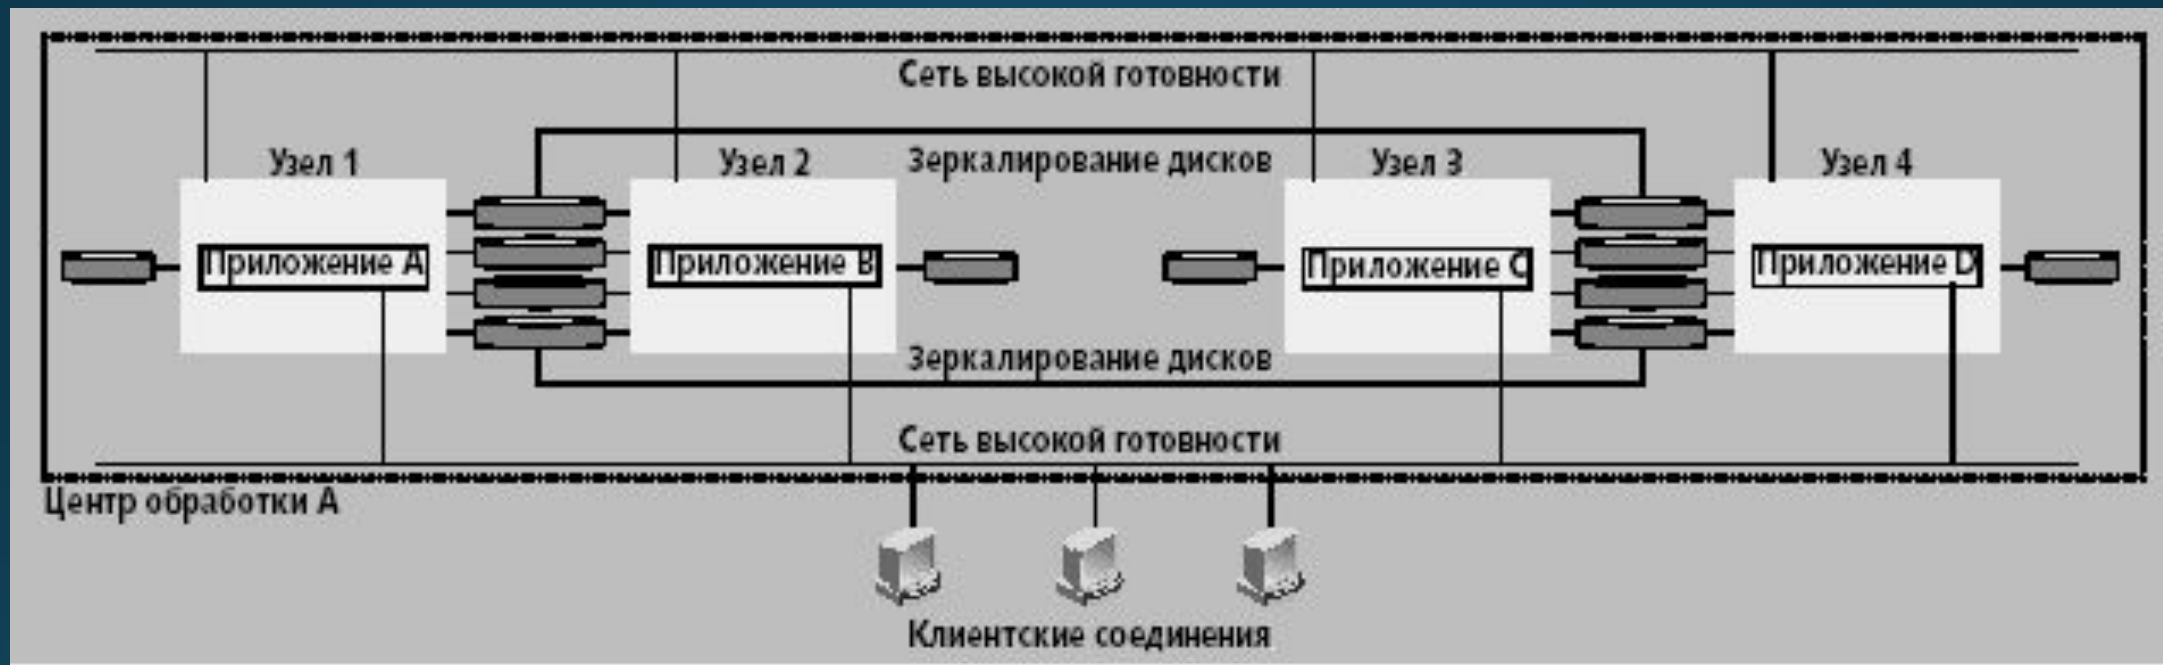 Сеть высокой готовности
Узел 1
Узел 2
Зеркалирование дисков
Узел 3
Узел 4
Приложение A
Приложение B
Приложение C
Приложение D
Зеркалирование дисков
Сеть высокой готовности
Центр обработки А
Клиентские соединения